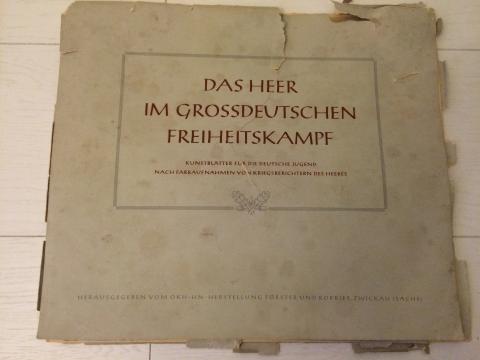 DAS HEER
IM GROSSDEUTSCHEN
FREIHEITSKAMPF
KUNSTBLÄTTER FÜR DIE DEUTSCHE JUGEND
NACH FARBAUFNAHMEN VON KRIEGSBERICHTERN DES HEERES
HERAUSGEGEBEN VOM OKH-HERSTELLUNG FÖRSTER UND BORRIES, ZWICKAU (SACHS)